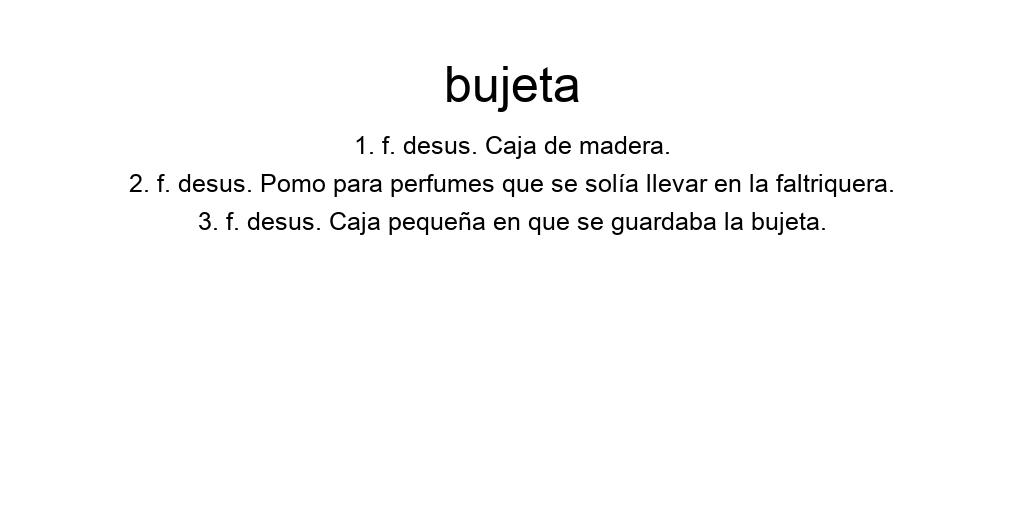 bujeta
1. f. desus. Caja de madera.
2. f. desus. Pomo para perfumes que se solía llevar en la faltriquera.
3. f. desus. Caja pequeña en que se guardaba la bujeta.